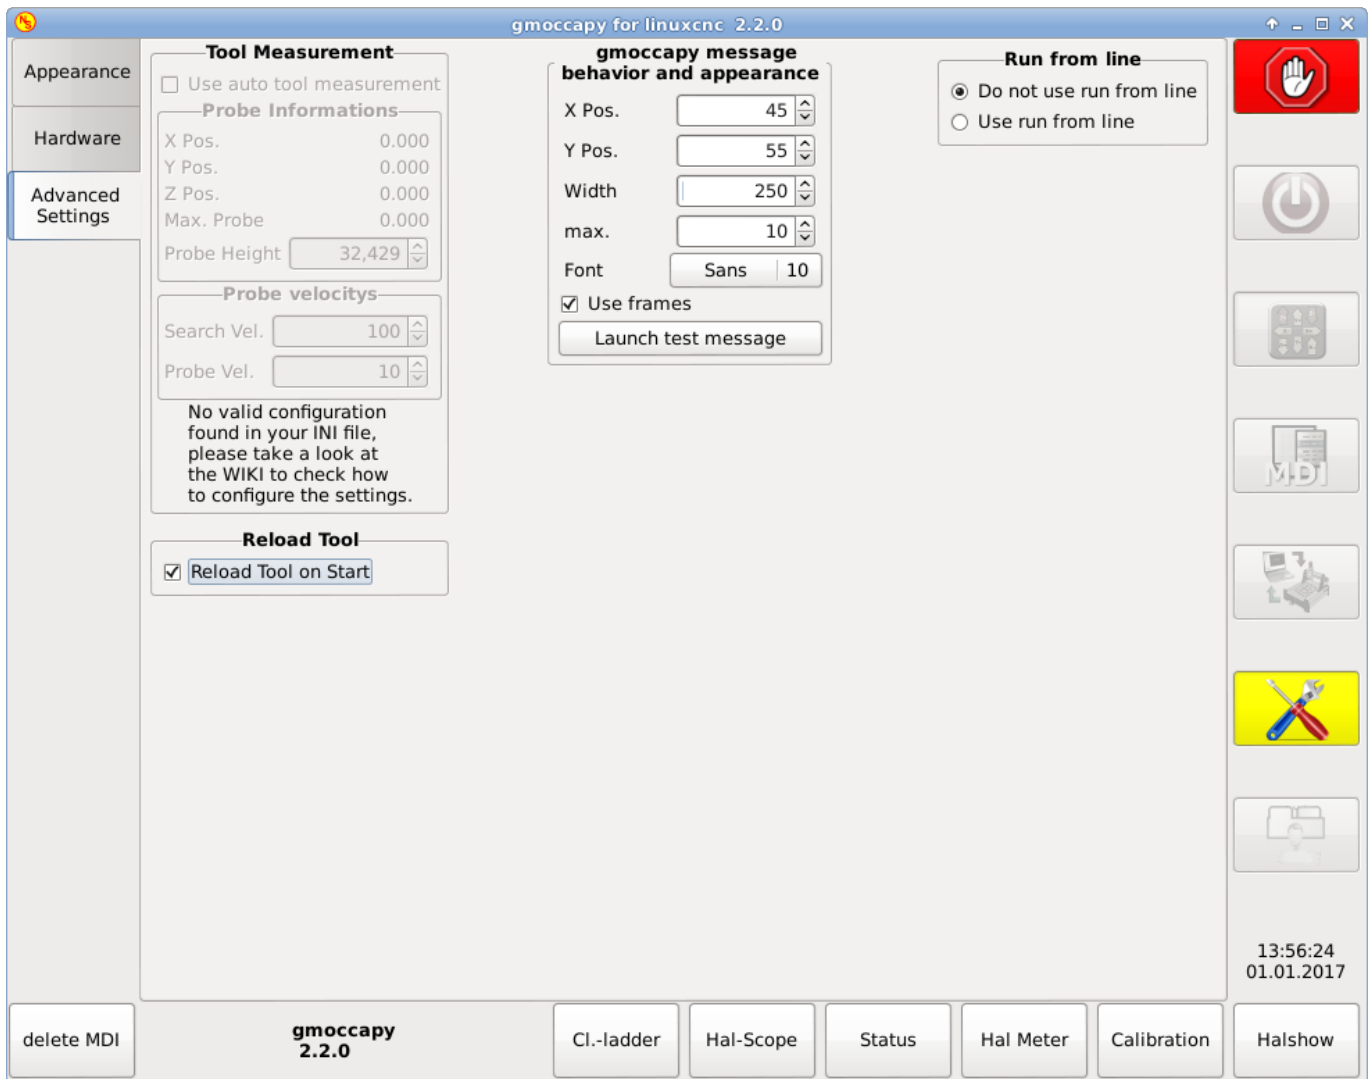 gmoccapy for linuxcnc 2.2.0
Appearance
Hardware
Advanced
Settings
Tool Measurement
Use auto tool measurement
Probe Informations
X Pos. 0.000
Y Pos. 0.000
Z Pos. 0.000
Max. Probe 0.000
Probe Height 32,429
Probe velocitys
Search Vel. 100
Probe Vel. 10
No valid configuration
found in your INI file,
please take a look at
the WIKI to check how
to configure the settings.
Reload Tool
Reload Tool on Start
gmoccapy message
behavior and appearance
X Pos. 45
Y Pos. 55
Width 250
max. 10
Font Sans 10
Use frames
Launch test message
Run from line
Do not use run from line
Use run from line
MDI
13:56:24
01.01.2017
delete MDI
gmoccapy
2.2.0
Cl.-ladder
Hal-Scope
Status
Hal Meter
Calibration
Halshow